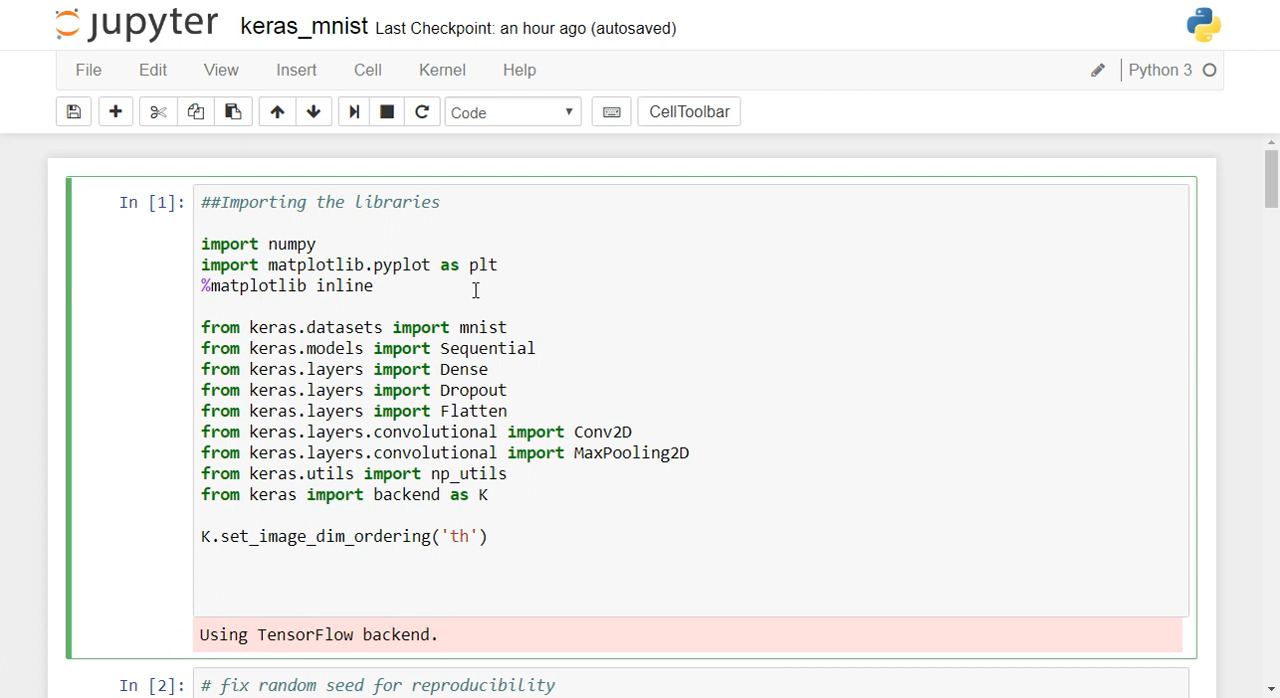 jupyter keras_mnist Last Checkpoint: an hour ago (autosaved)
File Edit View Insert Cell Kernel Help Python 3
Code CellToolbar
In [1]: ##Importing the libraries
import numpy
import matplotlib.pyplot as plt
%matplotlib inline
from keras.datasets import mnist
from keras.models import Sequential
from keras.layers import Dense
from keras.layers import Dropout
from keras.layers import Flatten
from keras.layers.convolutional import Conv2D
from keras.layers.convolutional import MaxPooling2D
from keras.utils import np_utils
from keras import backend as K
K.set_image_dim_ordering('th')
Using TensorFlow backend.
In [2]: # fix random seed for reproducibility